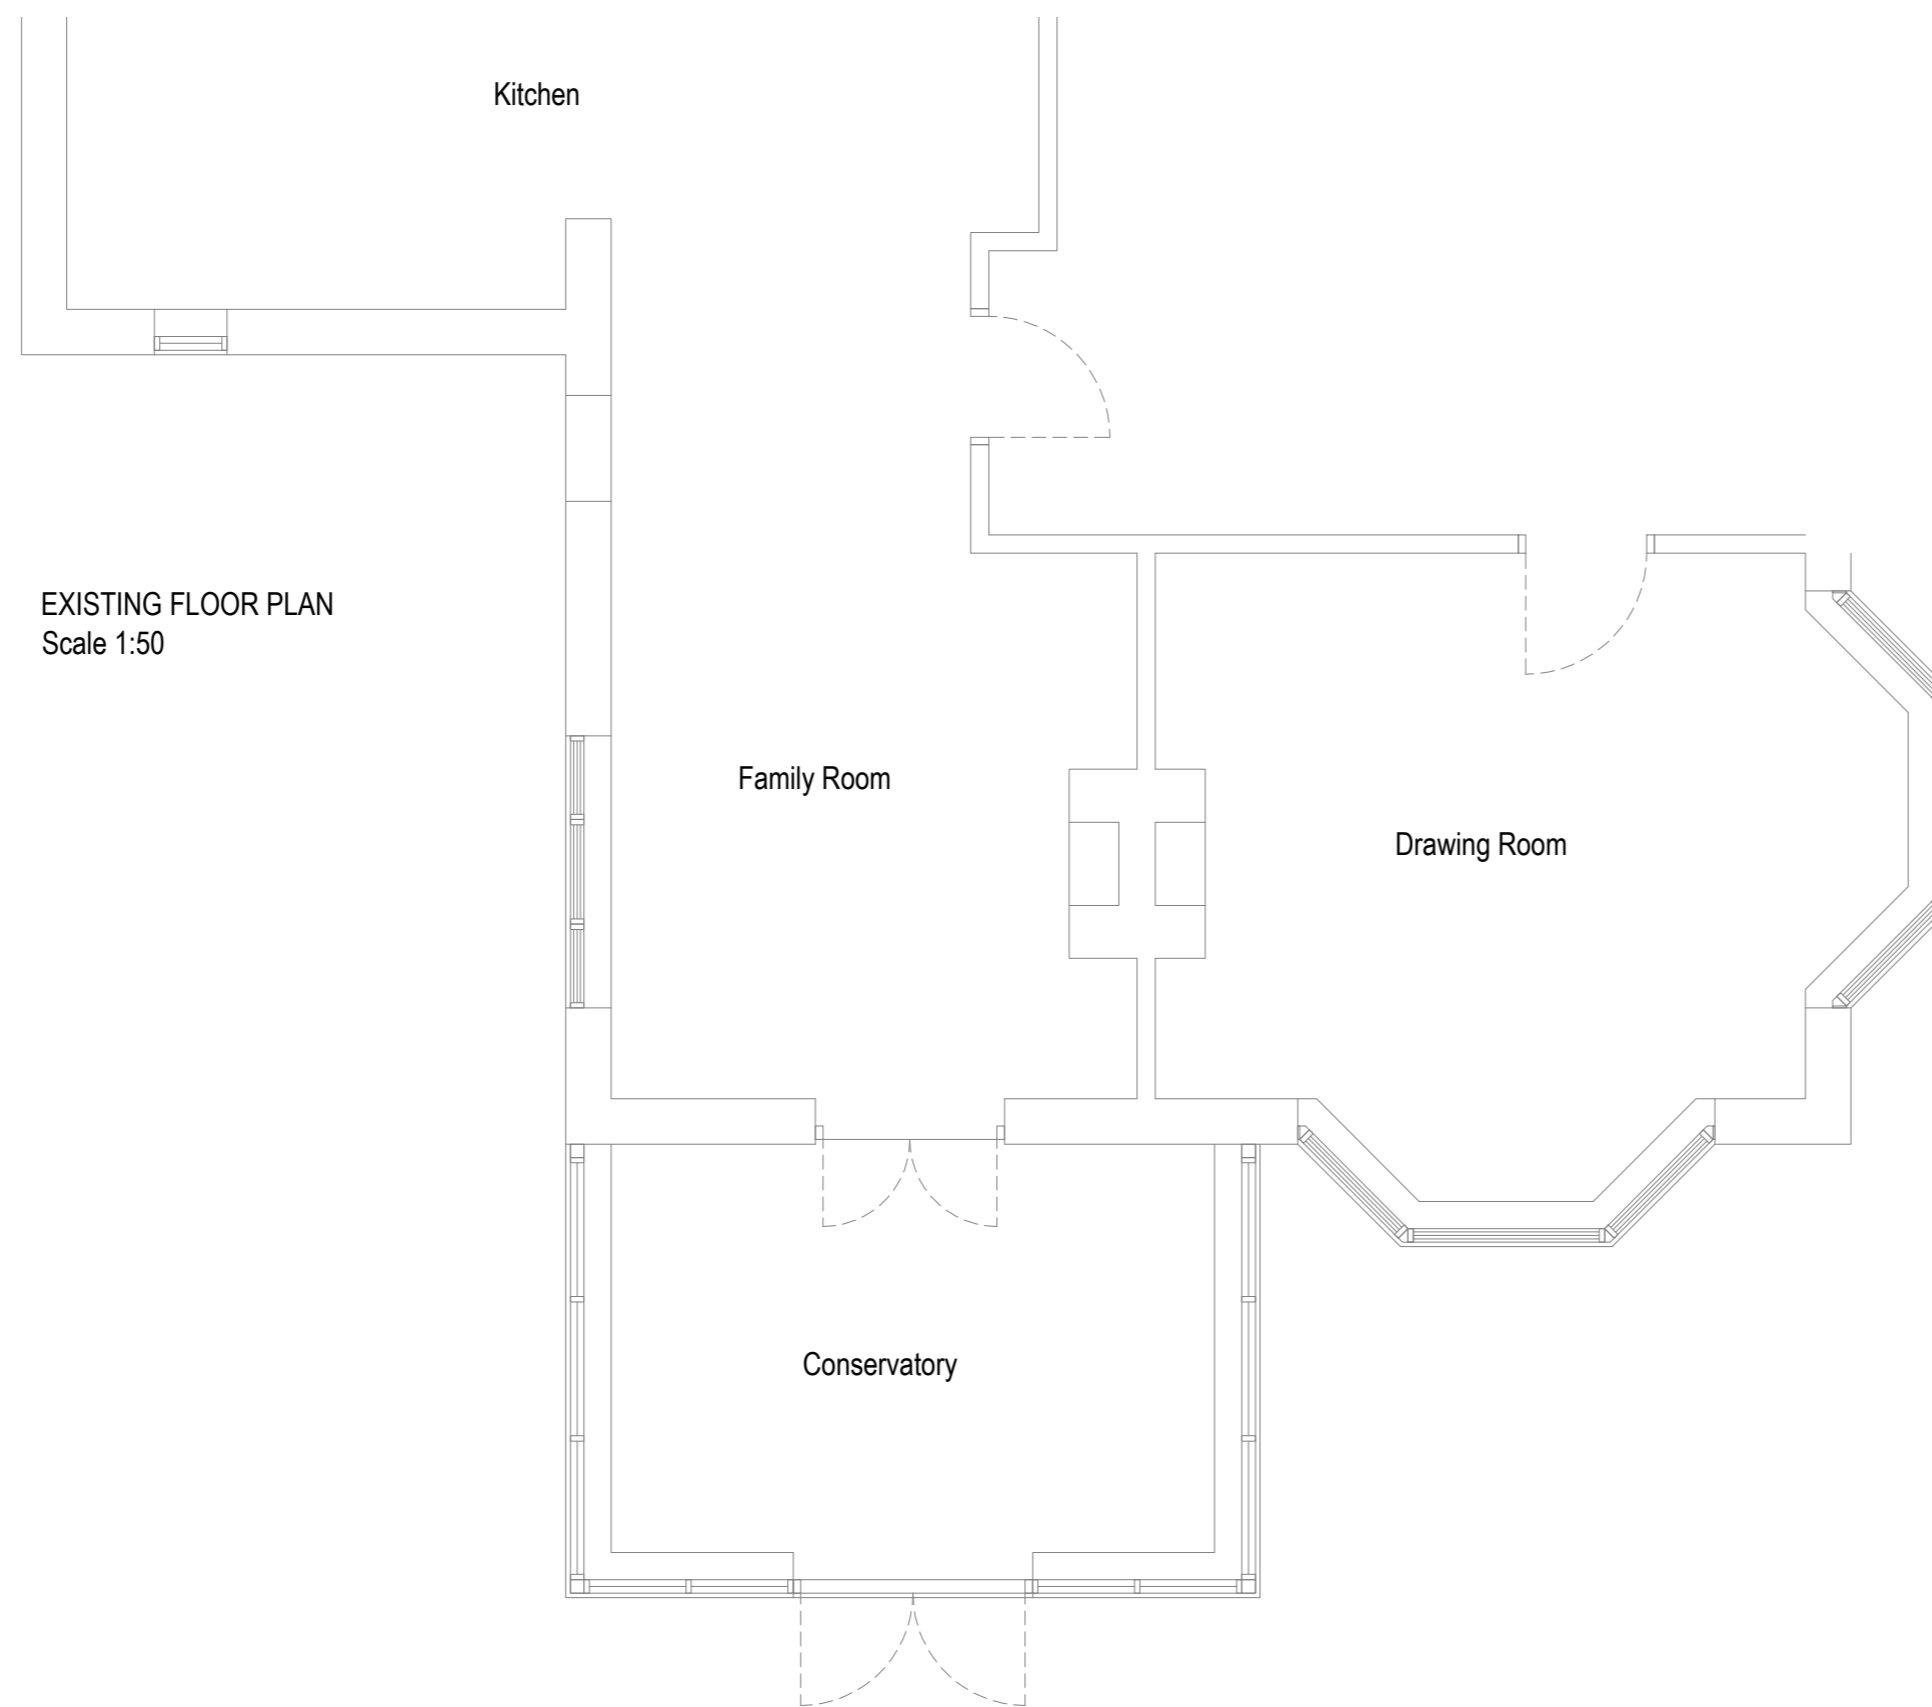 Kitchen
EXISTING FLOOR PLAN
Scale 1:50
Family Room
Drawing Room
Conservatory